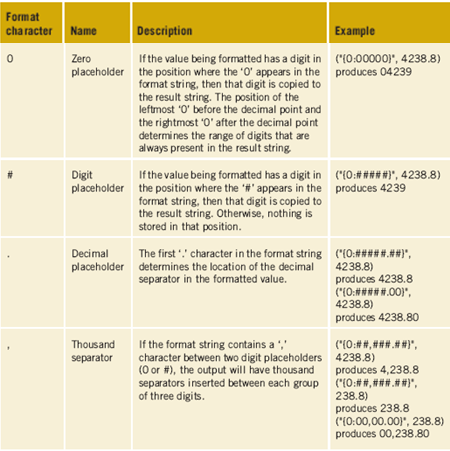 Format
character
Name
Description
Example
0
Zero
placeholder
If the value being formatted has a digit in
the position where the ‘0’ appears in the
format string, then that digit is copied to
the result string. The position of the
leftmost ‘0’ before the decimal point and
the rightmost ‘0’ after the decimal point
determines the range of digits that are
always present in the result string.
("{0:00000}", 4238.8)
produces 04239
#
Digit
placeholder
If the value being formatted has a digit in
the position where the ‘#’ appears in the
format string, then that digit is copied to
the result string. Otherwise, nothing is
stored in that position.
("{0:#####}", 4238.8)
produces 4239
.
Decimal
placeholder
The first ‘.’ character in the format string
determines the location of the decimal
separator in the formatted value.
("{0:#####.##}",
4238.8)
produces 4238.8
("{0:#####.00}",
4238.8)
produces 4238.80
,
Thousand
separator
If the format string contains a ‘,’
character between two digit placeholders
(0 or #), the output will have thousand
separators inserted between each group
of three digits.
("{0:##,###.##}",
4238.8)
produces 4,238.8
("{0:##,###.##}",
238.8)
produces 238.8
("{0:00,00.00}", 238.8)
produces 00,238.80